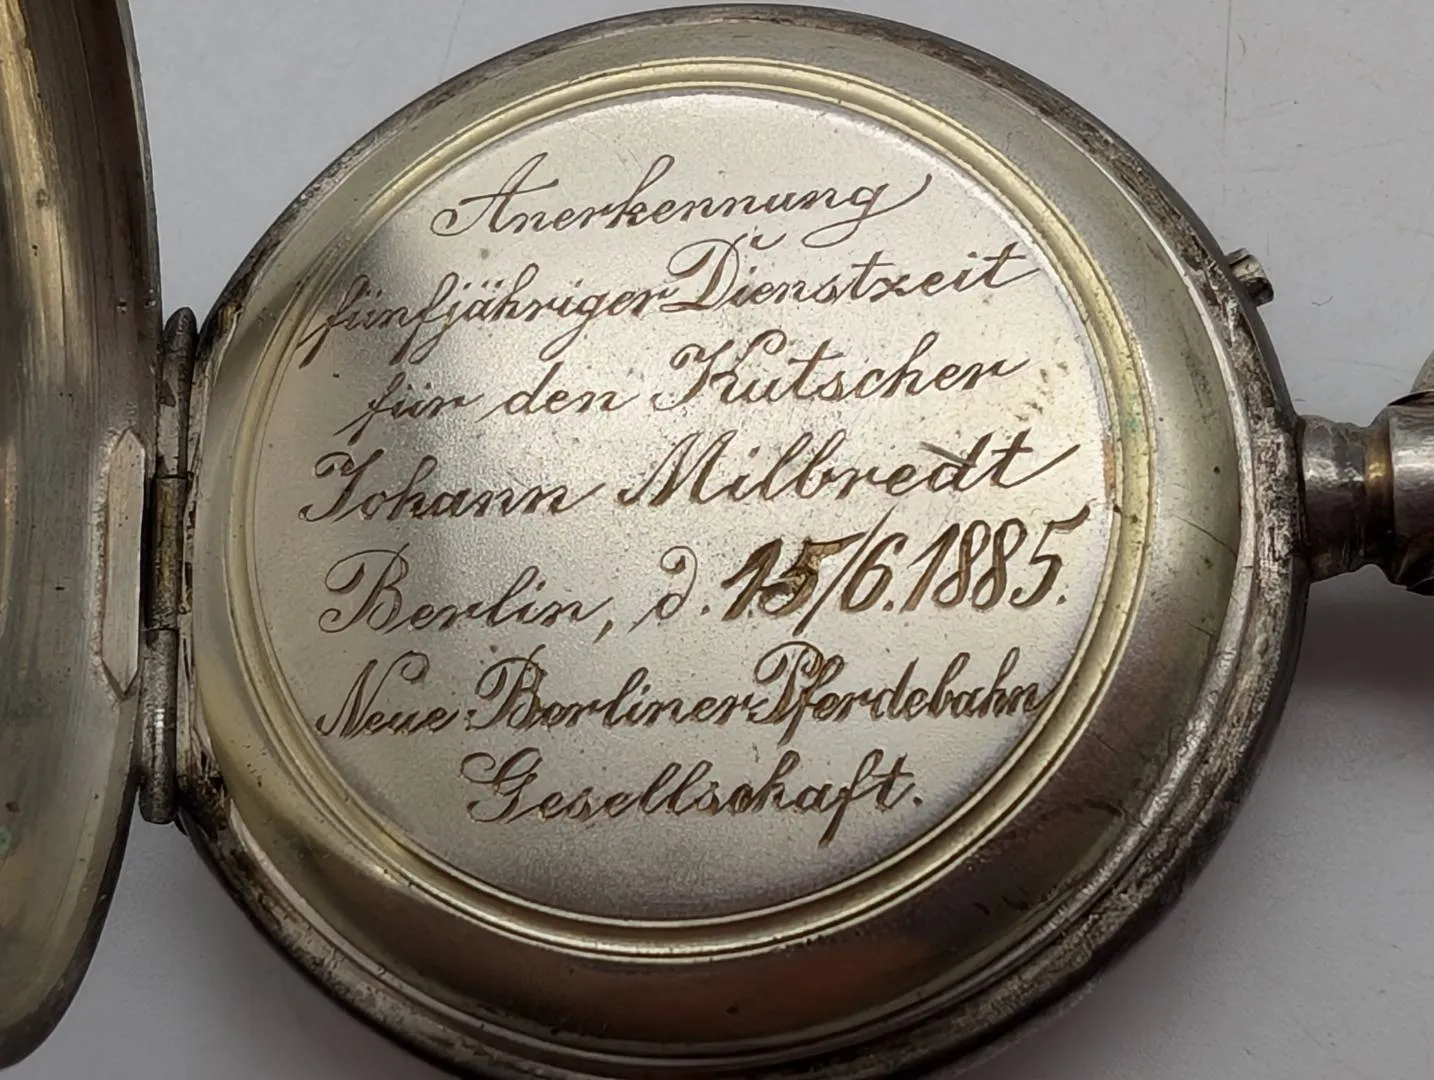 Anerkennung
fünfjähriger Dienstzeit
für den Kutscher
Johann Milbredt
Berlin, d. 15/6. 1885.
Neue Berliner Pferdebahn
Gesellschaft.